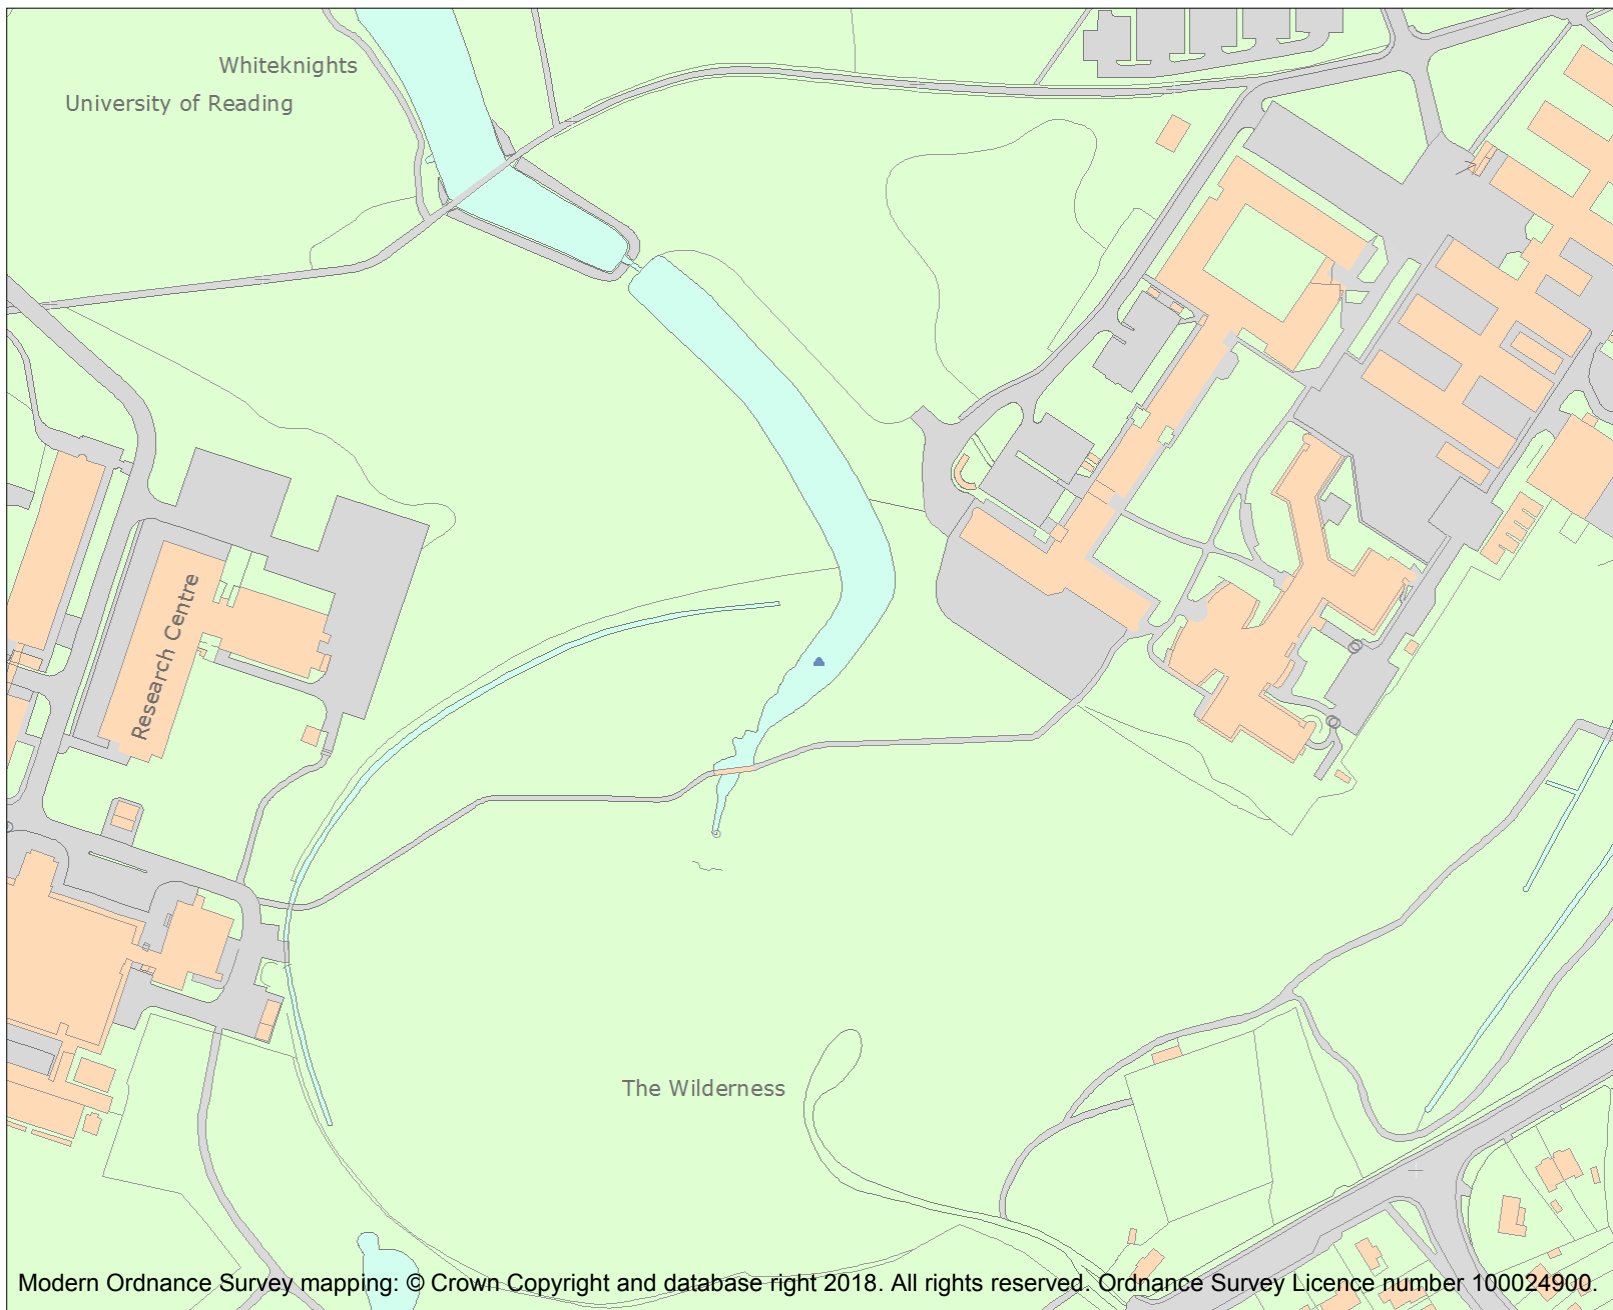 Whiteknights
University of Reading
Research Centre
The Wilderness
Modern Ordnance Survey mapping: © Crown Copyright and database right 2018. All rights reserved. Ordnance Survey Licence number 100024900.